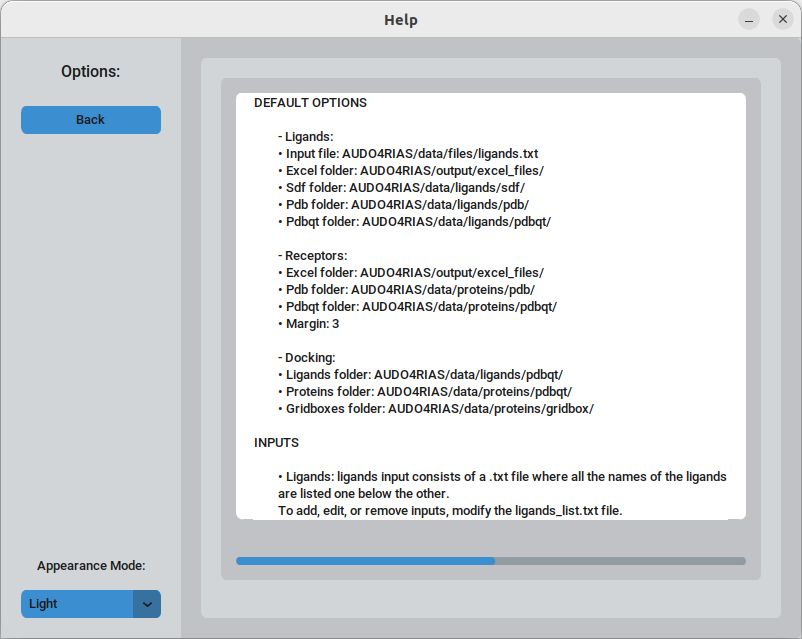 Help
Options:
Back
DEFAULT OPTIONS
- Ligands:
• Input file: AUDO4RIAS/data/files/ligands.txt
• Excel folder: AUDO4RIAS/output/excel_files/
• Sdf folder: AUDO4RIAS/data/ligands/sdf/
• Pdb folder: AUDO4RIAS/data/ligands/pdb/
• Pdbqt folder: AUDO4RIAS/data/ligands/pdbqt/
- Receptors:
• Excel folder: AUDO4RIAS/output/excel_files/
• Pdb folder: AUDO4RIAS/data/proteins/pdb/
• Pdbqt folder: AUDO4RIAS/data/proteins/pdbqt/
• Margin: 3
- Docking:
• Ligands folder: AUDO4RIAS/data/ligands/pdbqt/
• Proteins folder: AUDO4RIAS/data/proteins/pdbqt/
• Gridboxes folder: AUDO4RIAS/data/proteins/gridbox/
INPUTS
• Ligands: ligands input consists of a .txt file where all the names of the ligands
are listed one below the other.
To add, edit, or remove inputs, modify the ligands_list.txt file.
Appearance Mode:
Light